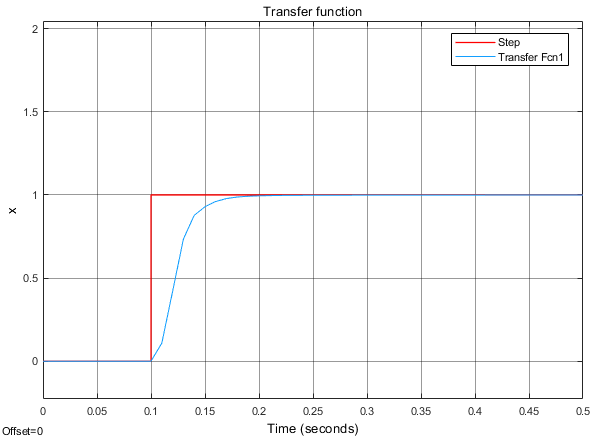 Transfer function
Step
Transfer Fcn1
2
1.5
1
0.5
0
x
0 0.05 0.1 0.15 0.2 0.25 0.3 0.35 0.4 0.45 0.5
Offset=0
Time (seconds)